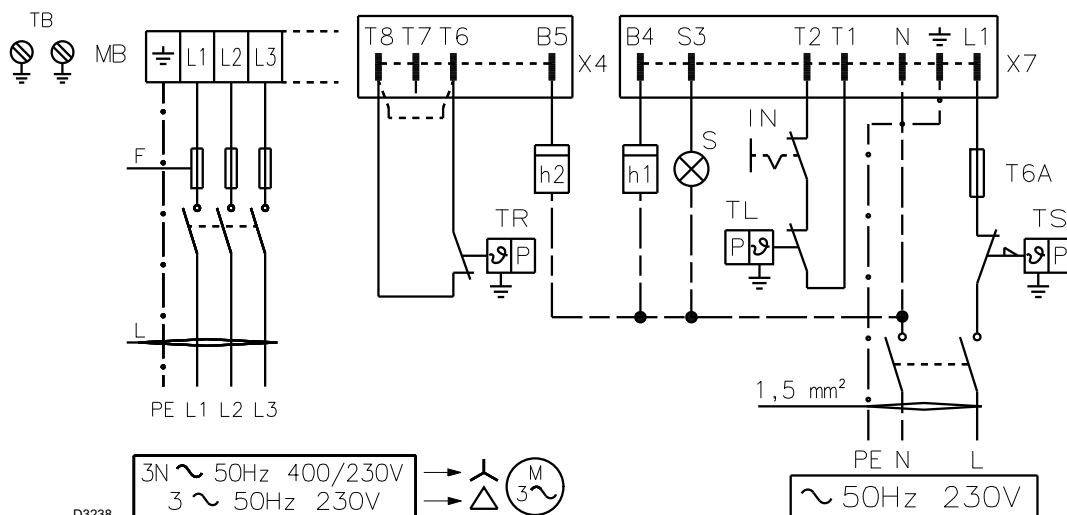 TB
MB
L1 L2 L3
T8 T7 T6 B5
X4
B4 S3 T2 T1 N L1
X7
F
h2
h1
S
IN
T6A
TR
ϑ P
TL
P ϑ
TS
ϑ P
L
PE L1 L2 L3
1,5 mm²
PE N L
3N ~ 50Hz 400/230V
3 ~ 50Hz 230V
M
3~
~ 50Hz 230V
D3238